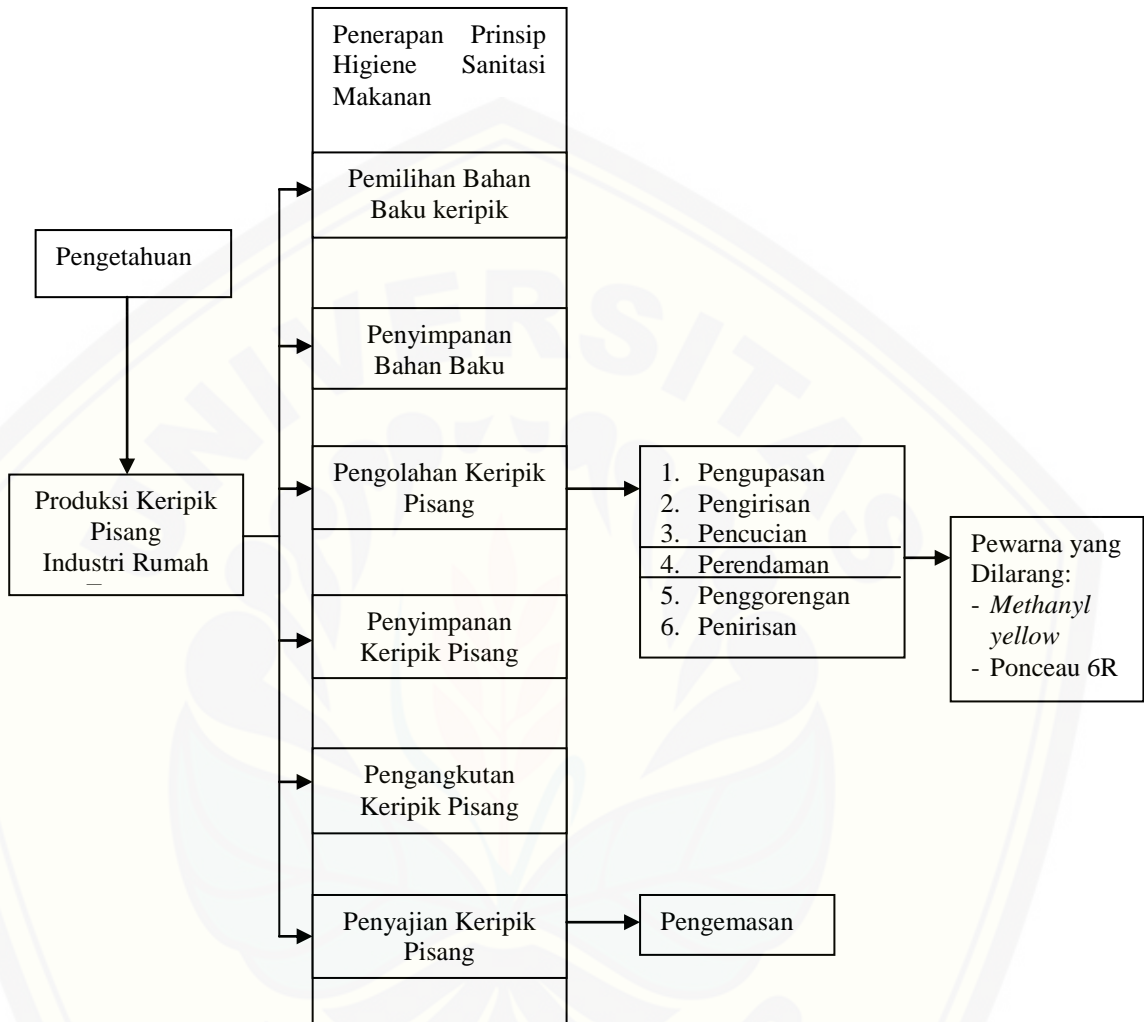 Penerapan Prinsip
Higiene Sanitasi
Makanan
Pemilihan Bahan
Baku keripik
Pengetahuan
Penyimpanan
Bahan Baku
Produksi Keripik
Pisang
Industri Rumah
Pengolahan Keripik
Pisang
1. Pengupasan
2. Pengirisan
3. Pencucian
4. Perendaman
5. Penggorengan
6. Penirisan
Pewarna yang
Dilarang:
- Methanyl
yellow
- Ponceau 6R
Penyimpanan
Keripik Pisang
Pengangkutan
Keripik Pisang
Penyajian Keripik
Pisang
Pengemasan
UNIVERSITAS